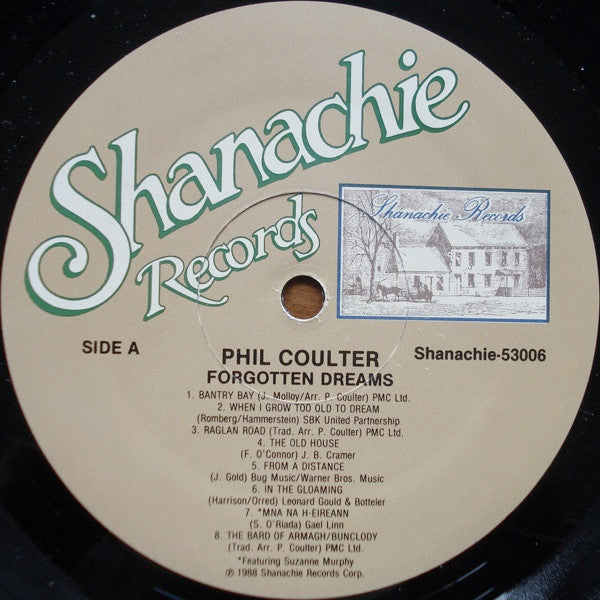 Shanachie
Records
Shanachie Records
SIDE A
PHIL COULTER
Shanachie-53006
FORGOTTEN DREAMS
1. BANTRY BAY (J. Molloy/Arr. P. Coulter) PMC Ltd.
2. WHEN I GROW TOO OLD TO DREAM
(Romberg/Hammerstein) SBK United Partnership
3. RAGLAN ROAD (Trad. Arr. P. Coulter) PMC Ltd.
4. THE OLD HOUSE
(F. O'Connor) J. B. Cramer
5. FROM A DISTANCE
(J. Gold) Bug Music/Warner Bros. Music
6. IN THE GLOAMING
(Harrison/Orred) Leonard Gould & Botteler
7. *MNA NA H-EIREANN
(S. O'Riada) Gael Linn
8. THE BARD OF ARMAGH/BUNCLODY
(Trad. Arr. P. Coulter) PMC Ltd.
*Featuring Suzanne Murphy
℗ 1988 Shanachie Records Corp.